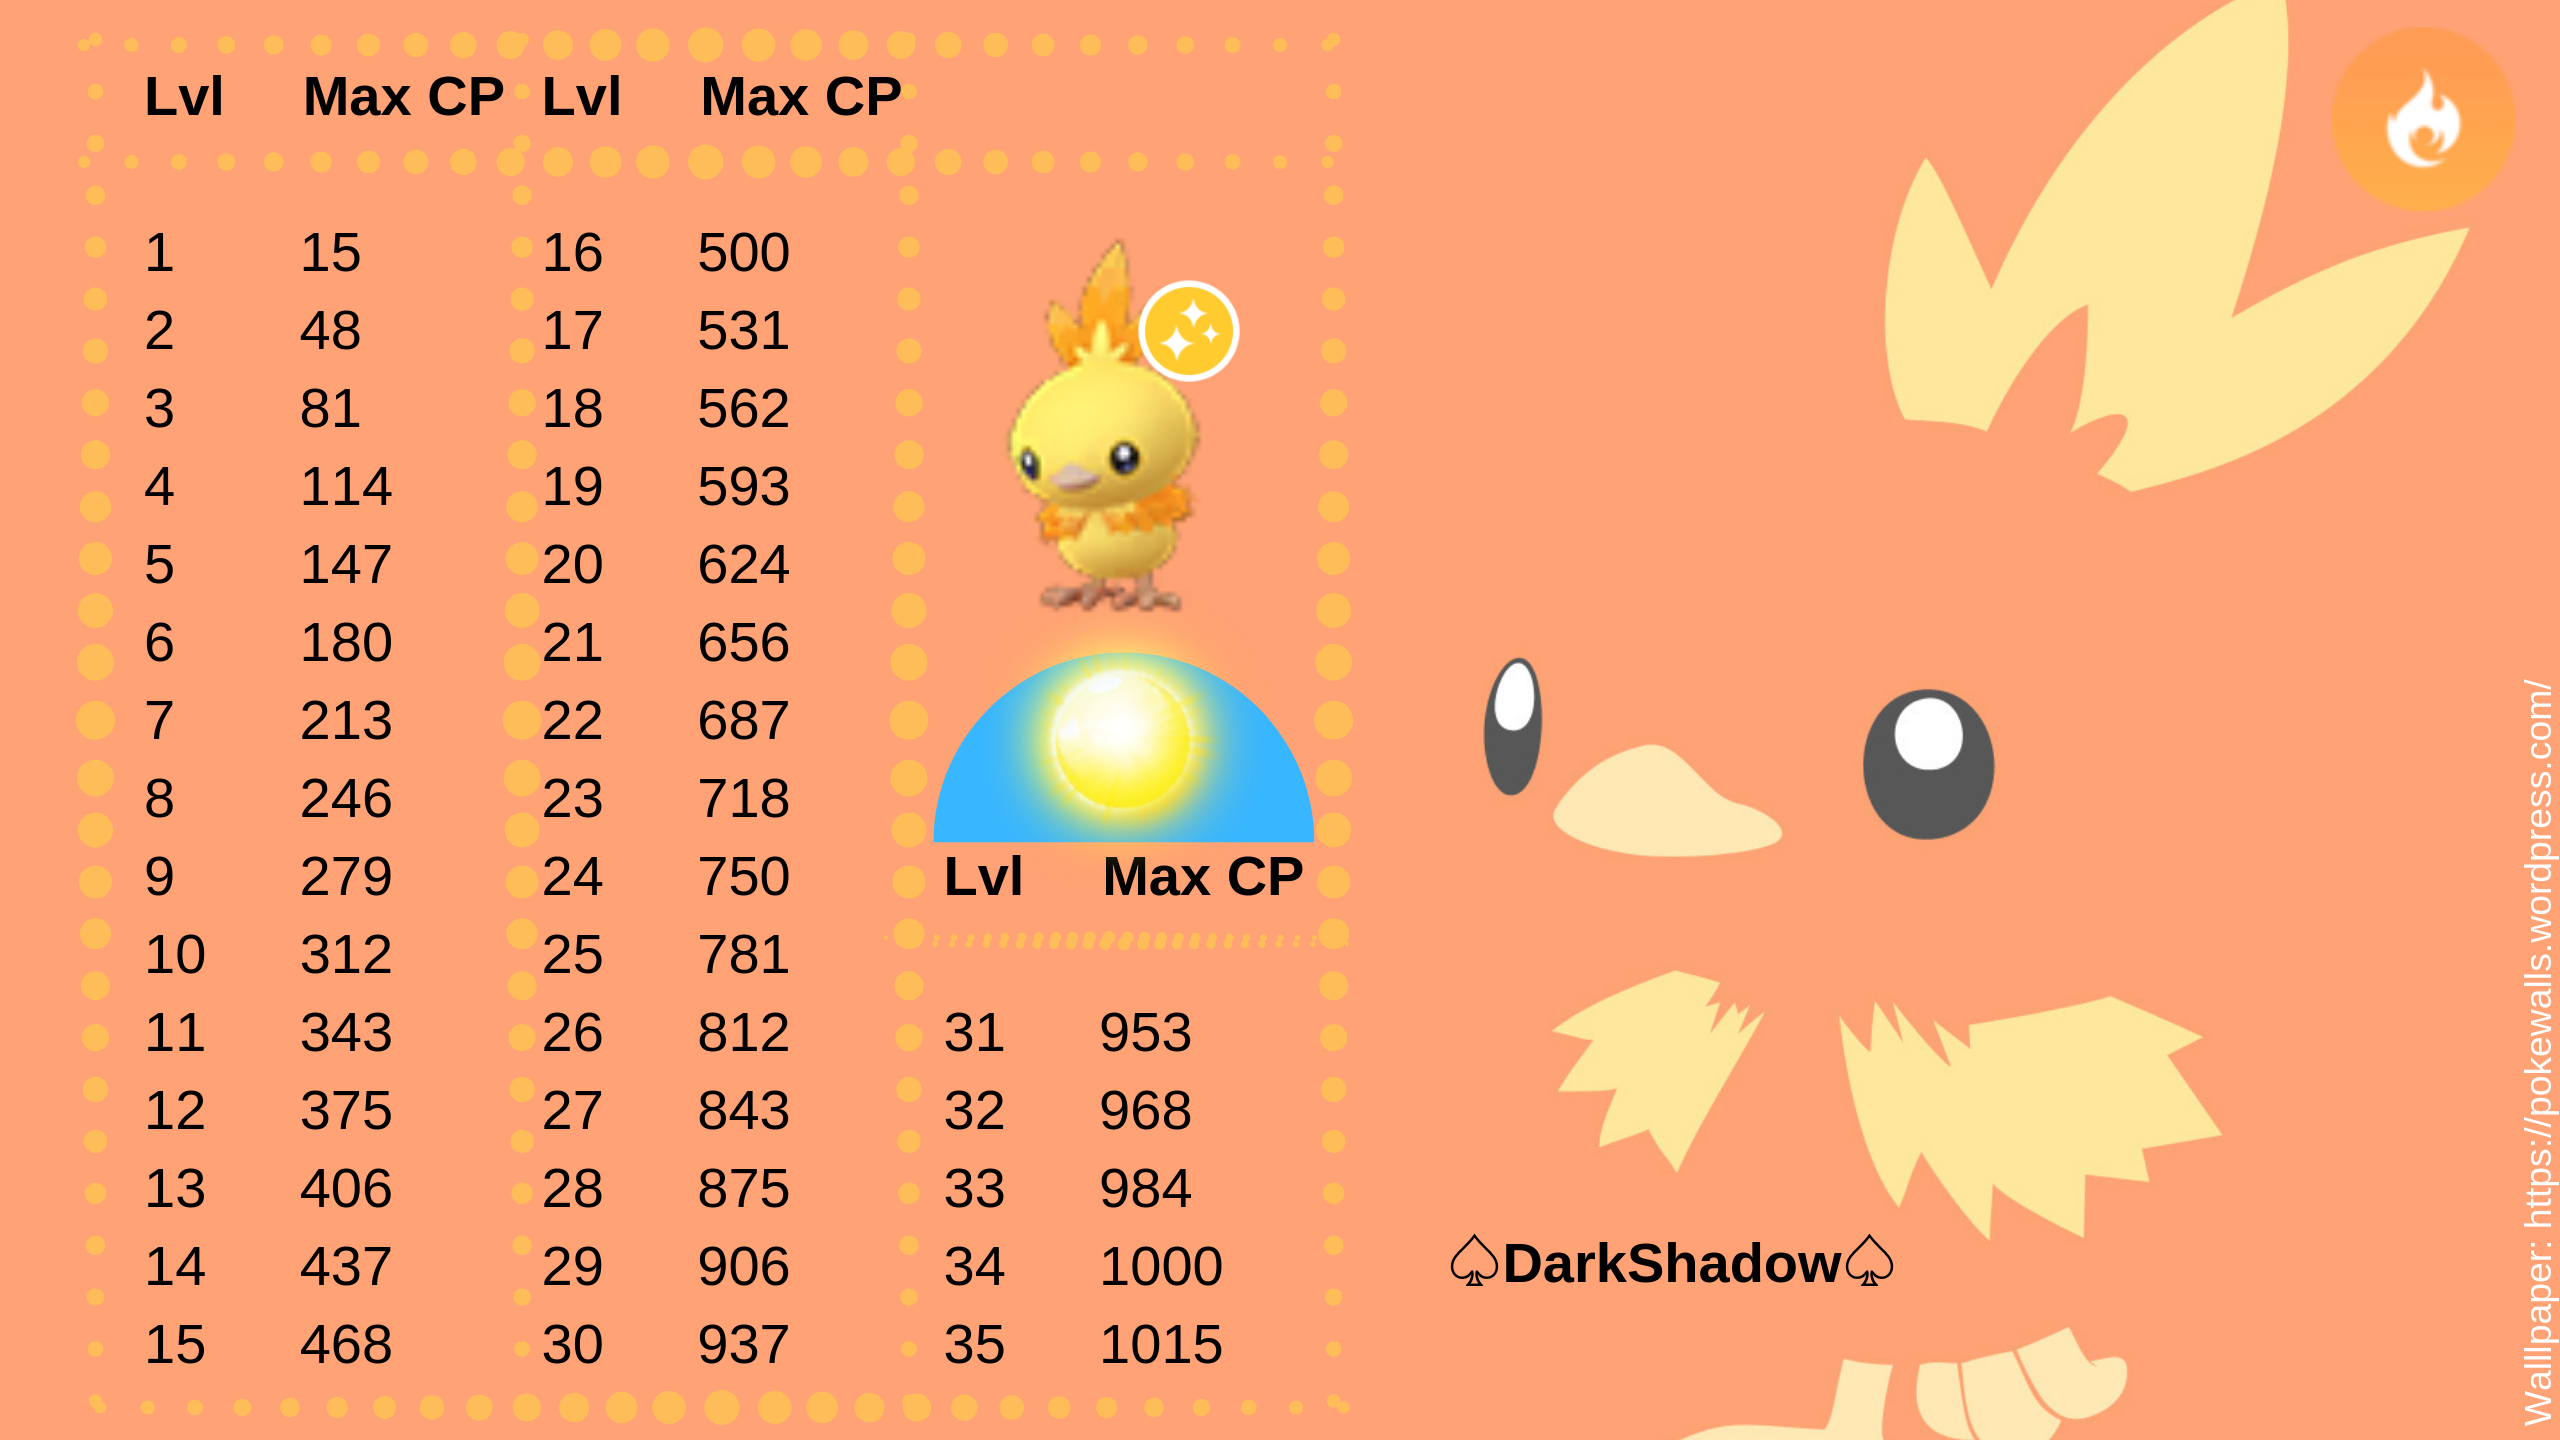 Lvl Max CP Lvl Max CP
1 15 16 500
2 48 17 531
3 81 18 562
4 114 19 593
5 147 20 624
6 180 21 656
7 213 22 687
8 246 23 718
9 279 24 750 Lvl Max CP
10 312 25 781
11 343 26 812 31 953
12 375 27 843 32 968
13 406 28 875 33 984
14 437 29 906 34 1000
15 468 30 937 35 1015
♤DarkShadow♤
Walllpaper: https://pokewalls.wordpress.com/